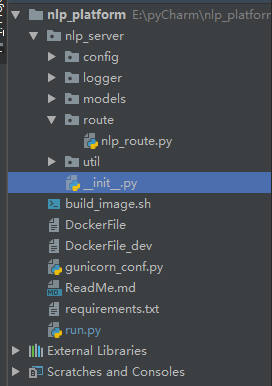 nlp_platform E:\pyCharm\nlp_platform
nlp_server
config
logger
models
route
nlp_route.py
util
__init__.py
build_image.sh
DockerFile
DockerFile_dev
gunicorn_conf.py
ReadMe.md
requirements.txt
run.py
External Libraries
Scratches and Consoles